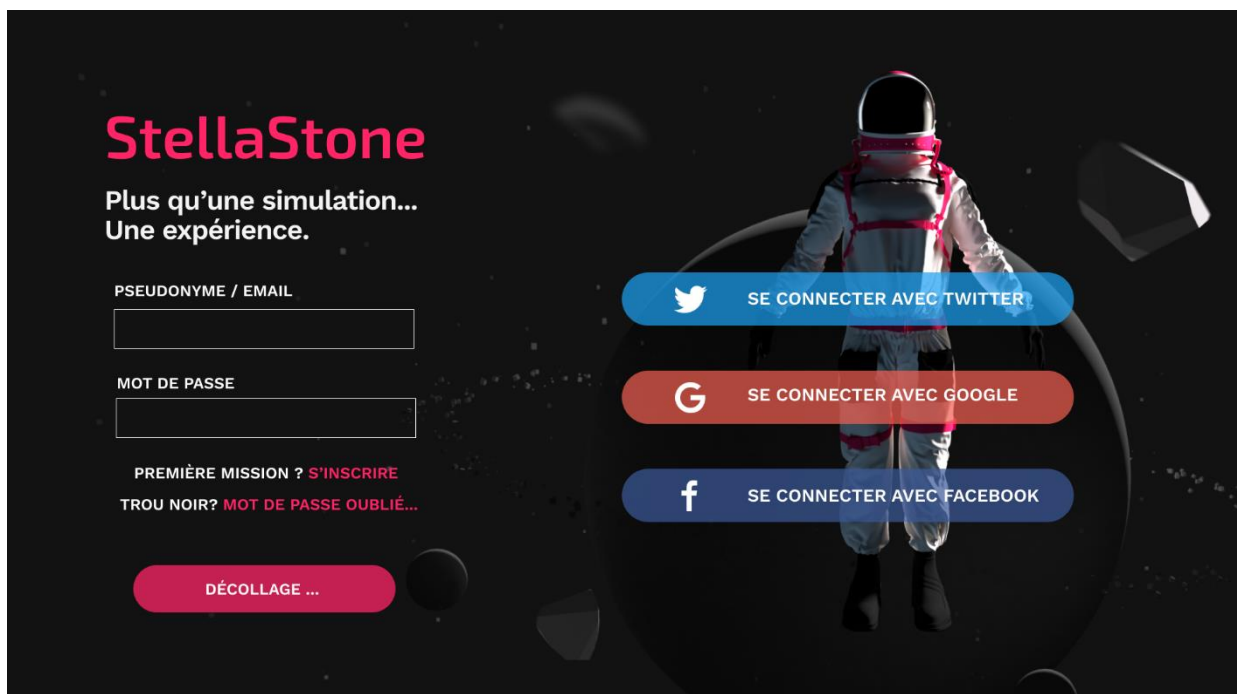 StellaStone
Plus qu’une simulation...
Une expérience.
PSEUDONYME / EMAIL
MOT DE PASSE
PREMIÈRE MISSION ? S’INSCRIRE
TROU NOIR? MOT DE PASSE OUBLIÉ...
DÉCOLLAGE ...
SE CONNECTER AVEC TWITTER
G SE CONNECTER AVEC GOOGLE
f SE CONNECTER AVEC FACEBOOK